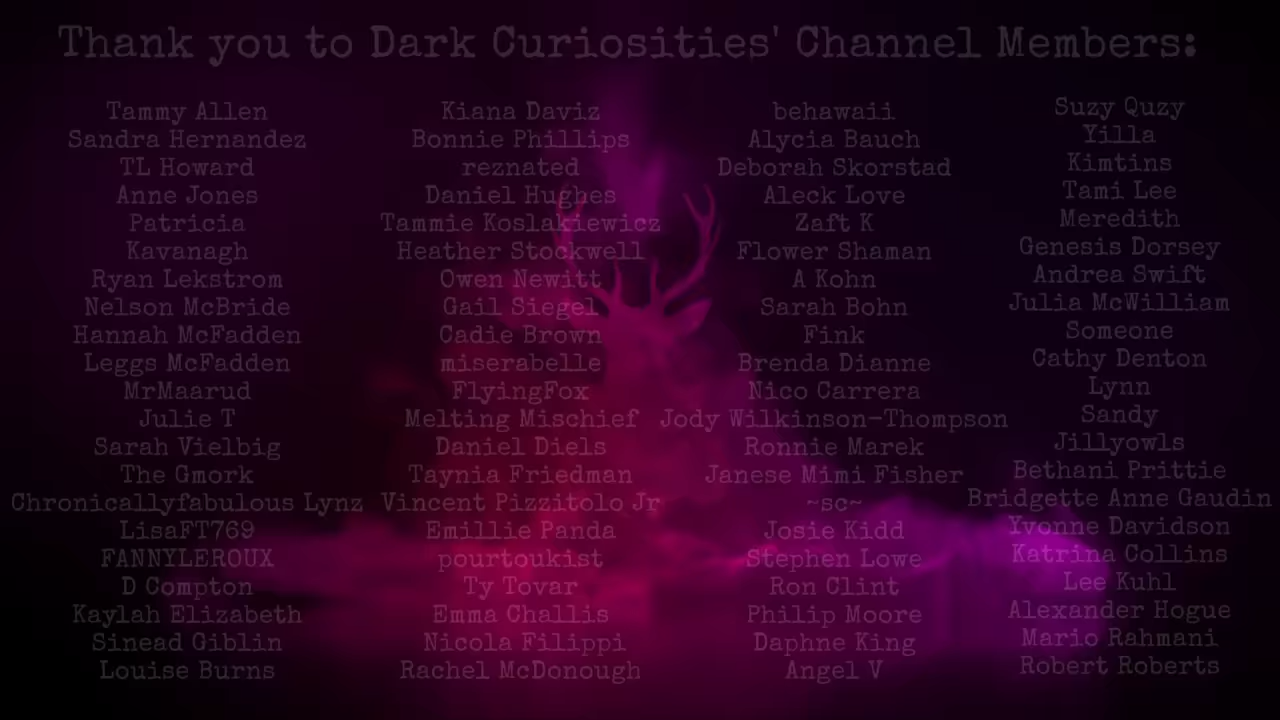 Thank you to Dark Curiosities' Channel Members:
Tammy Allen
Sandra Hernandez
TL Howard
Anne Jones
Patricia
Kavanagh
Ryan Lekstrom
Nelson McBride
Hannah McFadden
Leggs McFadden
MrMaarud
Julie T
Sarah Vielbig
The Gmork
Chronicallyfabulous Lynz
LisaFT769
FANNYLEROUX
D Compton
Kaylah Elizabeth
Sinead Giblin
Louise Burns
Kiana Daviz
Bonnie Phillips
reznated
Daniel Hughes
Tammie Koslakiewicz
Heather Stockwell
Owen Newitt
Gail Siegel
Cadie Brown
miserabelle
FlyingFox
Melting Mischief
Daniel Diels
Taynia Friedman
Vincent Pizzitolo Jr
Emillie Panda
pourtoukist
Ty Tovar
Emma Challis
Nicola Filippi
Rachel McDonough
behawaii
Alycia Bauch
Deborah Skorstad
Aleck Love
Zaft K
Flower Shaman
A Kohn
Sarah Bohn
Fink
Brenda Dianne
Nico Carrera
Jody Wilkinson-Thompson
Ronnie Marek
Janese Mimi Fisher
~sc~
Josie Kidd
Stephen Lowe
Ron Clint
Philip Moore
Daphne King
Angel V
Suzy Quzy
Yilla
Kimtins
Tami Lee
Meredith
Genesis Dorsey
Andrea Swift
Julia McWilliam
Someone
Cathy Denton
Lynn
Sandy
Jillyowls
Bethani Prittie
Bridgette Anne Gaudin
Yvonne Davidson
Katrina Collins
Lee Kuhl
Alexander Hogue
Mario Rahmani
Robert Roberts